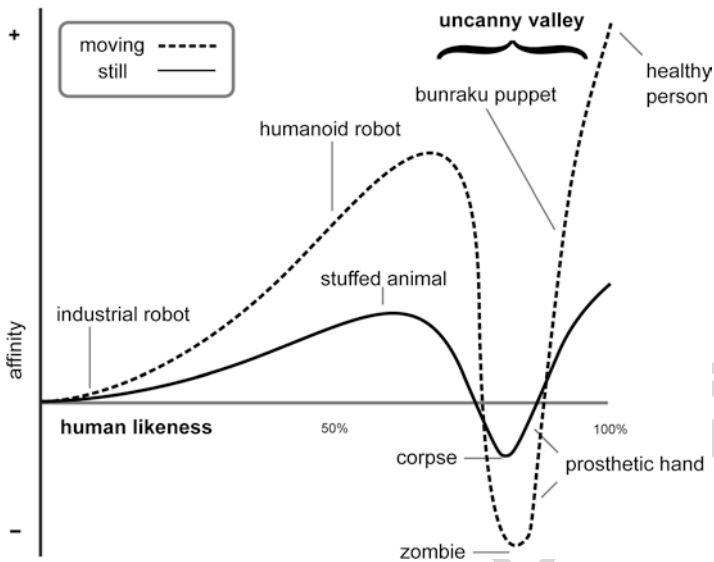 +
uncanny valley
moving
still
healthy
person
bunraku puppet
humanoid robot
stuffed animal
industrial robot
affinity
human likeness
50%
100%
corpse
prosthetic hand
−
zombie